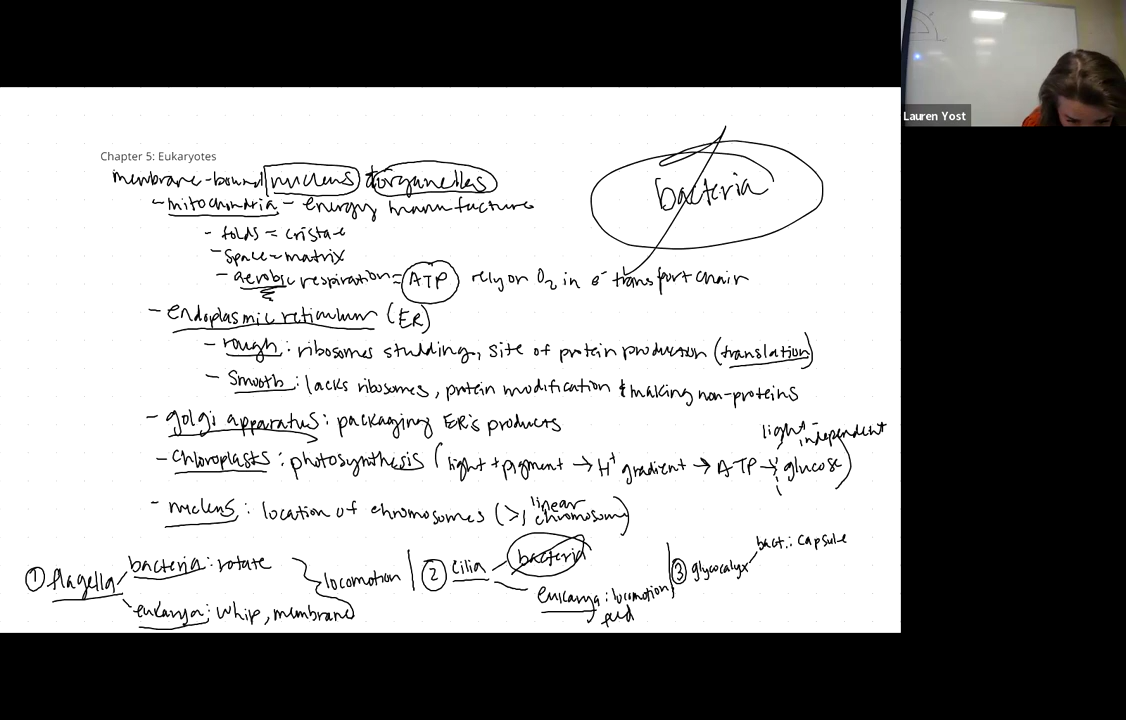 Lauren Yost
Chapter 5: Eukaryotes
membrane-bound nucleus & organelles
bacteria
- mitochondria - energy manufacture
- folds = cristae
- space = matrix
- aerobic respiration = ATP rely on O2 in e- transport chain
- endoplasmic reticulum (ER)
- rough: ribosomes studding, site of protein production (translation)
- smooth: lacks ribosomes, protein modification & making non-proteins
- golgi apparatus: packaging ER's products
light-independent
- chloroplasts: photosynthesis (light + pigment → H+ gradient → ATP → glucose)
- nucleus: location of chromosomes (>1 linear chromosome)
① flagella
bacteria: rotate
eukarya: whip, membrane
locomotion
② cilia
bacteria
eukarya: locomotion, feed
③ glycocalyx
bact.: capsule